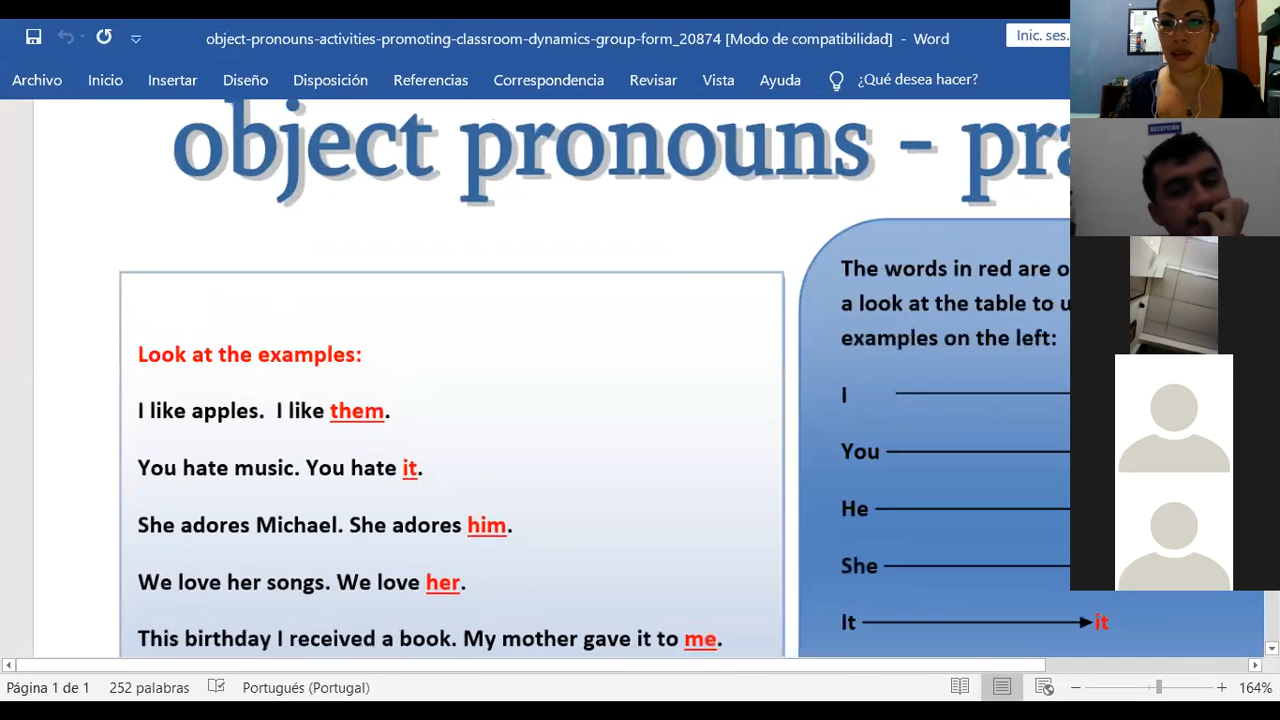 object-pronouns-activities-promoting-classroom-dynamics-group-form_20874 [Modo de compatibilidad] - Word
Inic. ses.
Archivo Inicio Insertar Diseño Disposición Referencias Correspondencia Revisar Vista Ayuda ¿Qué desea hacer?
RECEPCIÓN
object pronouns - pra
Look at the examples:
I like apples. I like them.
You hate music. You hate it.
She adores Michael. She adores him.
We love her songs. We love her.
This birthday I received a book. My mother gave it to me.
The words in red are o
a look at the table to u
examples on the left:
I
You
He
She
It it
Página 1 de 1 252 palabras Portugués (Portugal) 164%